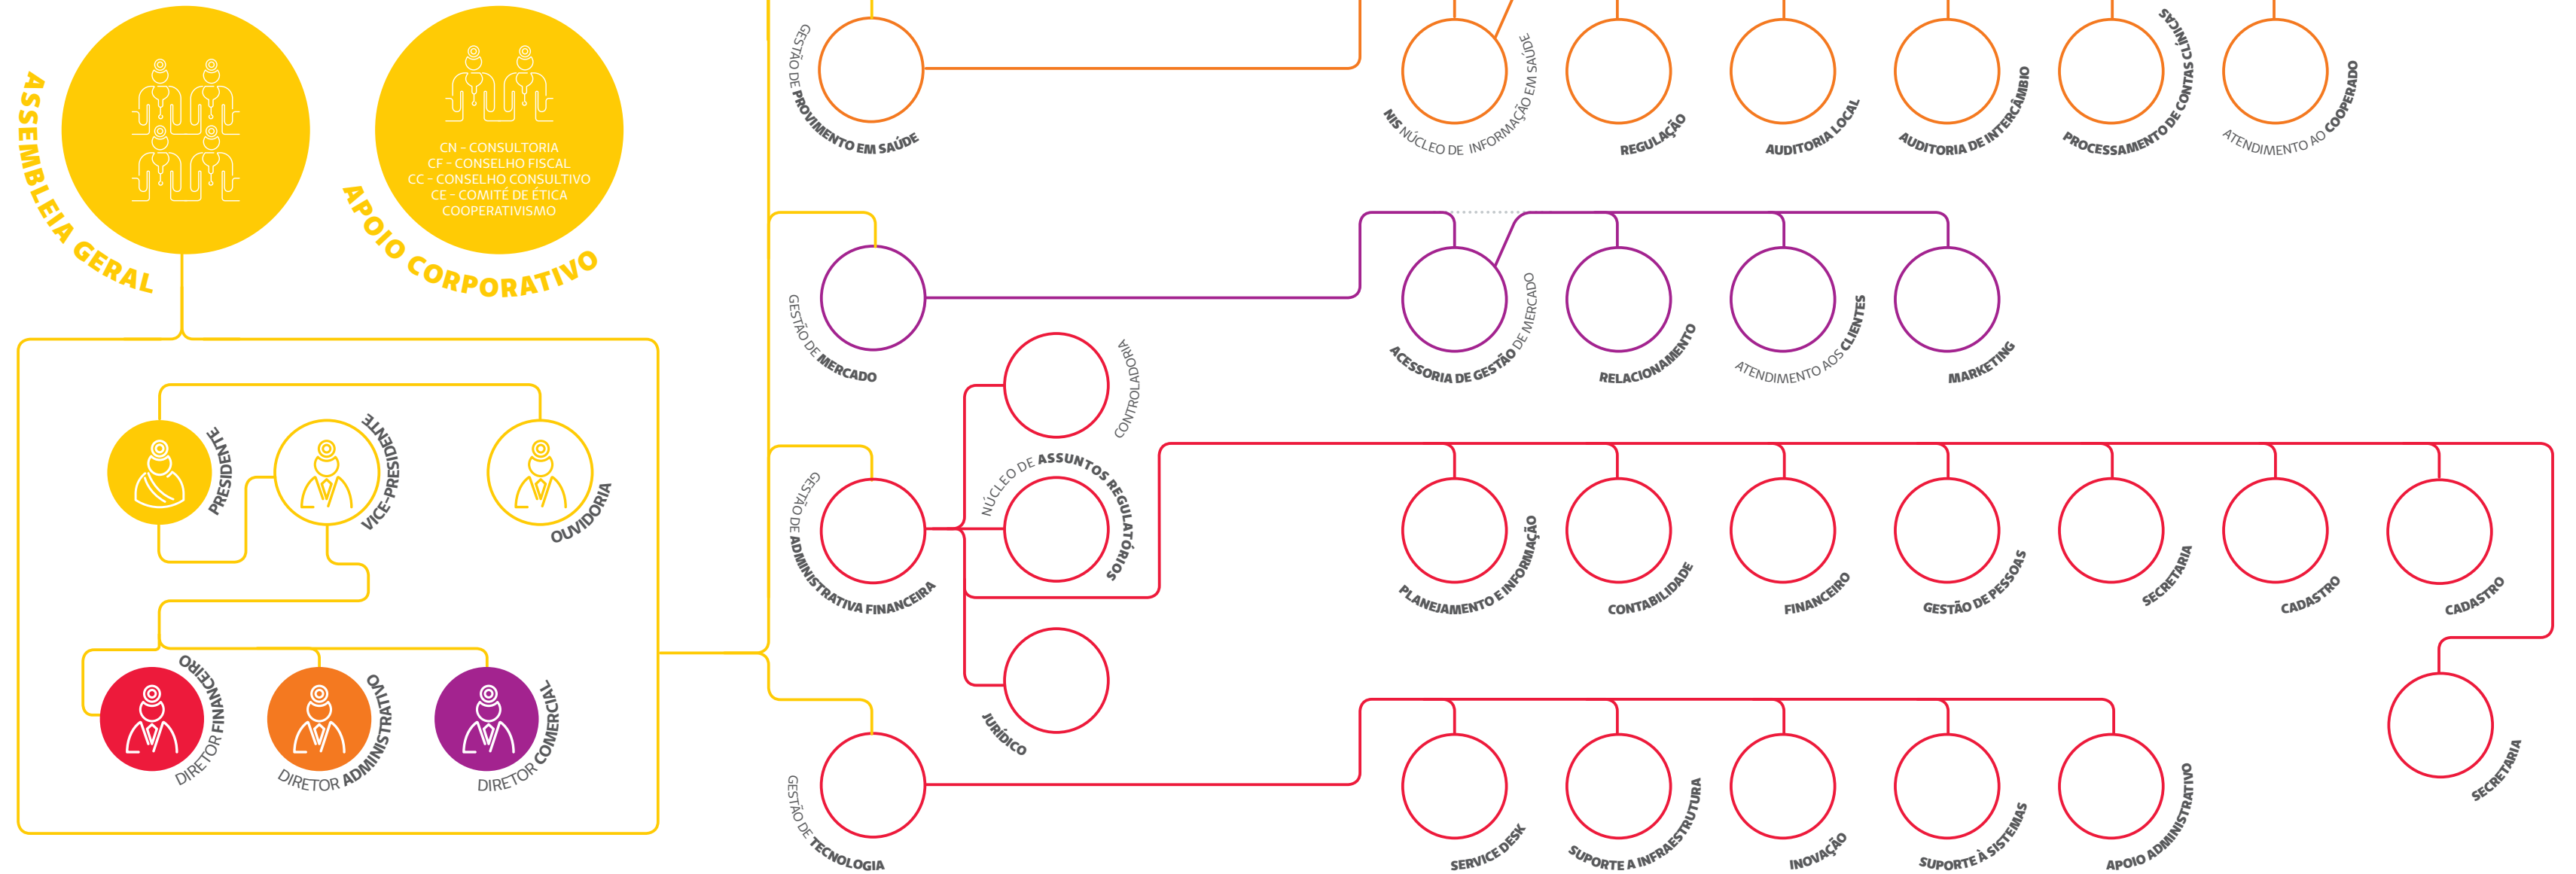 ASSEMBLEIA GERAL
CN - CONSULTORIA
CF - CONSELHO FISCAL
CC - CONSELHO CONSULTIVO
CE - COMITÉ DE ÉTICA
COOPERATIVISMO
APOIO CORPORATIVO
PRESIDENTE
VICE-PRESIDENTE
OUVIDORIA
DIRETOR FINANCEIRO
DIRETOR ADMINISTRATIVO
DIRETOR COMERCIAL
GESTÃO DE PROVIMENTO EM SAÚDE
NIS NÚCLEO DE INFORMAÇÃO EM SAÚDE
REGULAÇÃO
AUDITORIA LOCAL
AUDITORIA DE INTERCÂMBIO
PROCESSAMENTO DE CONTAS CLÍNICAS
ATENDIMENTO AO COOPERADO
GESTÃO DE MERCADO
ACESSORIA DE GESTÃO DE MERCADO
RELACIONAMENTO
ATENDIMENTO AOS CLIENTES
MARKETING
GESTÃO DE ADMINISTRATIVA FINANCEIRA
CONTROLADORIA
NÚCLEO DE ASSUNTOS REGULATÓRIOS
JURÍDICO
PLANEJAMENTO E INFORMAÇÃO
CONTABILIDADE
FINANCEIRO
GESTÃO DE PESSOAS
SECRETARIA
CADASTRO
CADASTRO
SECRETARIA
GESTÃO DE TECNOLOGIA
SERVICE DESK
SUPORTE A INFRAESTRUTURA
INOVAÇÃO
SUPORTE À SISTEMAS
APOIO ADMINISTRATIVO